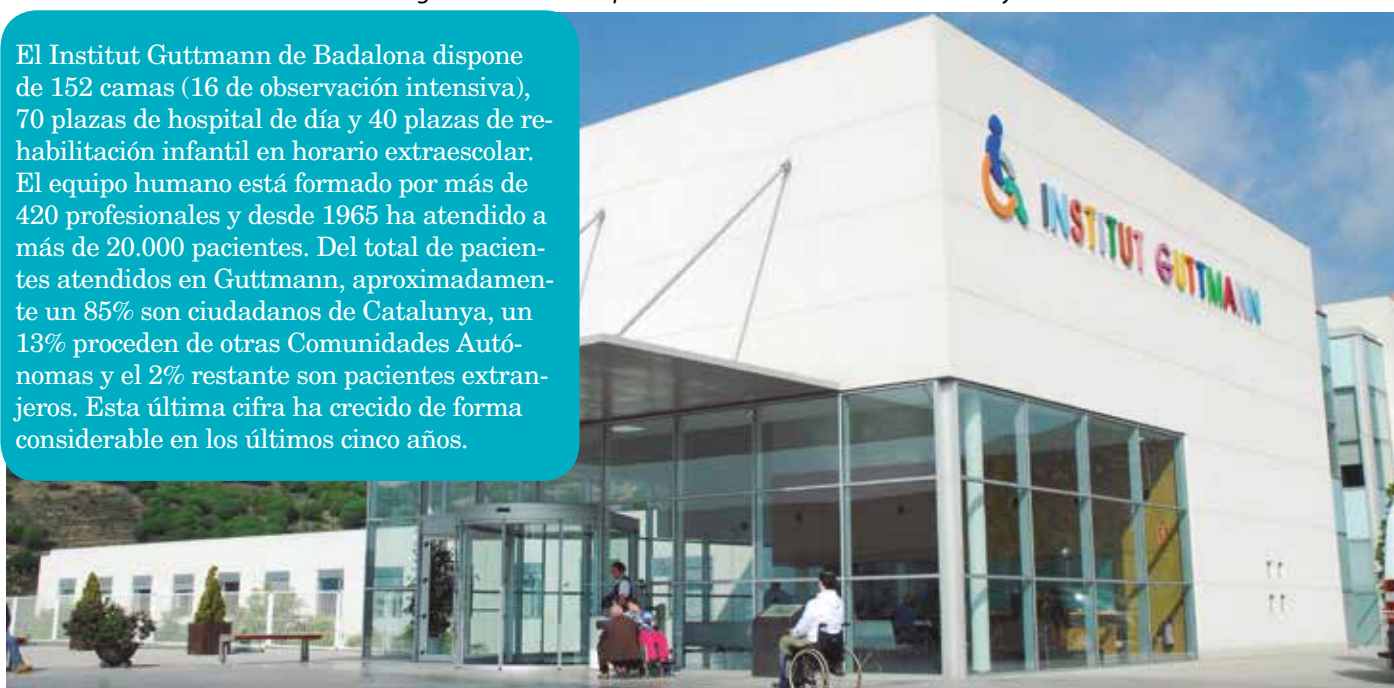 El Institut Guttmann de Badalona dispone
de 152 camas (16 de observación intensiva),
70 plazas de hospital de día y 40 plazas de re-
habilitación infantil en horario extraescolar.
El equipo humano está formado por más de
420 profesionales y desde 1965 ha atendido a
más de 20.000 pacientes. Del total de pacien-
tes atendidos en Guttmann, aproximadamen-
te un 85% son ciudadanos de Catalunya, un
13% proceden de otras Comunidades Autó-
nomas y el 2% restante son pacientes extran-
jeros. Esta última cifra ha crecido de forma
considerable en los últimos cinco años.
INSTITUT GUTTMANN